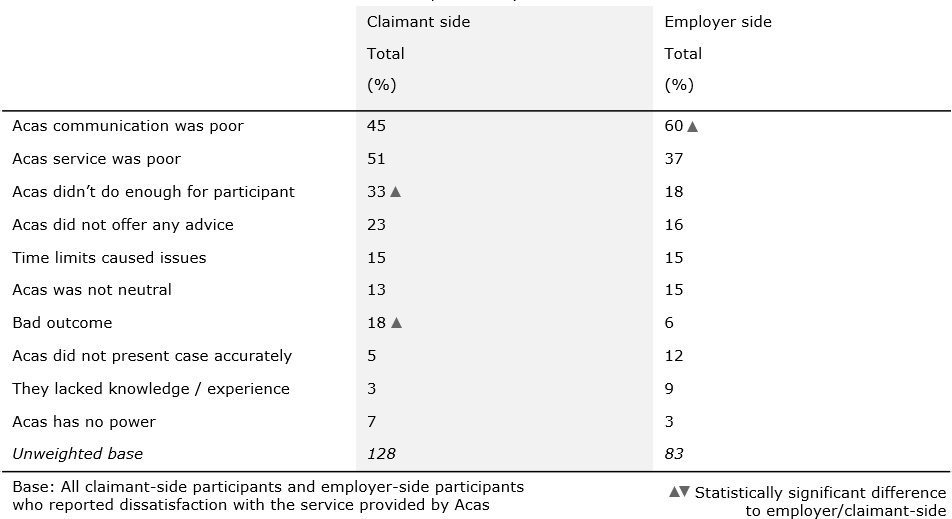 Claimant side Employer side
Total Total
(%) (%)
Acas communication was poor 45 60 ▲
Acas service was poor 51 37
Acas didn’t do enough for participant 33 ▲ 18
Acas did not offer any advice 23 16
Time limits caused issues 15 15
Acas was not neutral 13 15
Bad outcome 18 ▲ 6
Acas did not present case accurately 5 12
They lacked knowledge / experience 3 9
Acas has no power 7 3
Unweighted base 128 83
Base: All claimant-side participants and employer-side participants
who reported dissatisfaction with the service provided by Acas
▲▼ Statistically significant difference
to employer/claimant-side